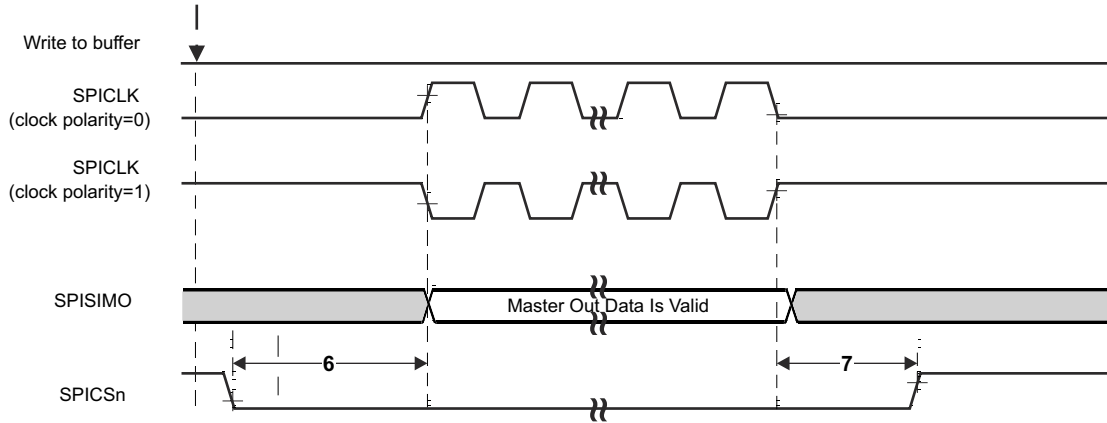 Write to buffer
SPICLK
(clock polarity=0)
SPICLK
(clock polarity=1)
SPISIMO
Master Out Data Is Valid
6
7
SPICSn